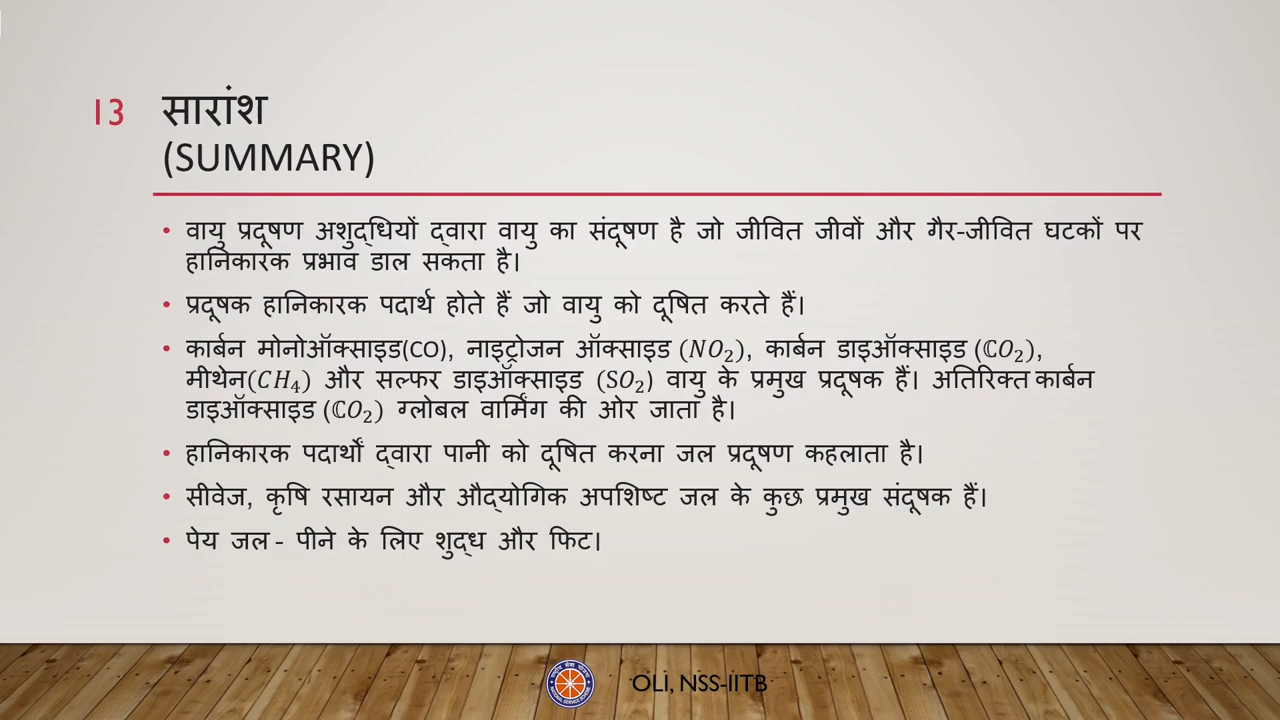 13
सारांश
(SUMMARY)
• वायु प्रदूषण अशुद्धियों द्वारा वायु का संदूषण है जो जीवित जीवों और गैर-जीवित घटकों पर
हानिकारक प्रभाव डाल सकता है।
• प्रदूषक हानिकारक पदार्थ होते हैं जो वायु को दूषित करते हैं।
• कार्बन मोनोऑक्साइड(CO), नाइट्रोजन ऑक्साइड (NO₂), कार्बन डाइऑक्साइड (ℂO₂),
मीथेन(CH₄) और सल्फर डाइऑक्साइड (SO₂) वायु के प्रमुख प्रदूषक हैं। अतिरिक्त कार्बन
डाइऑक्साइड (ℂO₂) ग्लोबल वार्मिंग की ओर जाता है।
• हानिकारक पदार्थों द्वारा पानी को दूषित करना जल प्रदूषण कहलाता है।
• सीवेज, कृषि रसायन और औद्योगिक अपशिष्ट जल के कुछ प्रमुख संदूषक हैं।
• पेय जल - पीने के लिए शुद्ध और फिट।
OLI, NSS-IITB